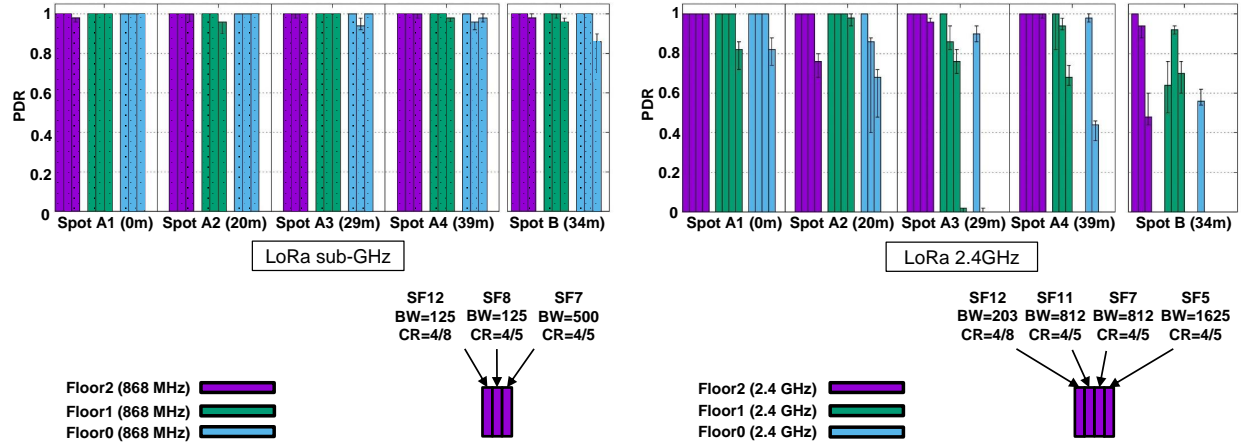 1
0.8
0.6
0.4
0.2
0
PDR
Spot A1 (0m) Spot A2 (20m) Spot A3 (29m) Spot A4 (39m) Spot B (34m)
LoRa sub-GHz
SF12 SF8 SF7
BW=125 BW=125 BW=500
CR=4/8 CR=4/5 CR=4/5
Floor2 (868 MHz)
Floor1 (868 MHz)
Floor0 (868 MHz)
1
0.8
0.6
0.4
0.2
0
PDR
Spot A1 (0m) Spot A2 (20m) Spot A3 (29m) Spot A4 (39m) Spot B (34m)
LoRa 2.4GHz
SF12 SF11 SF7 SF5
BW=203 BW=812 BW=812 BW=1625
CR=4/8 CR=4/5 CR=4/5 CR=4/5
Floor2 (2.4 GHz)
Floor1 (2.4 GHz)
Floor0 (2.4 GHz)